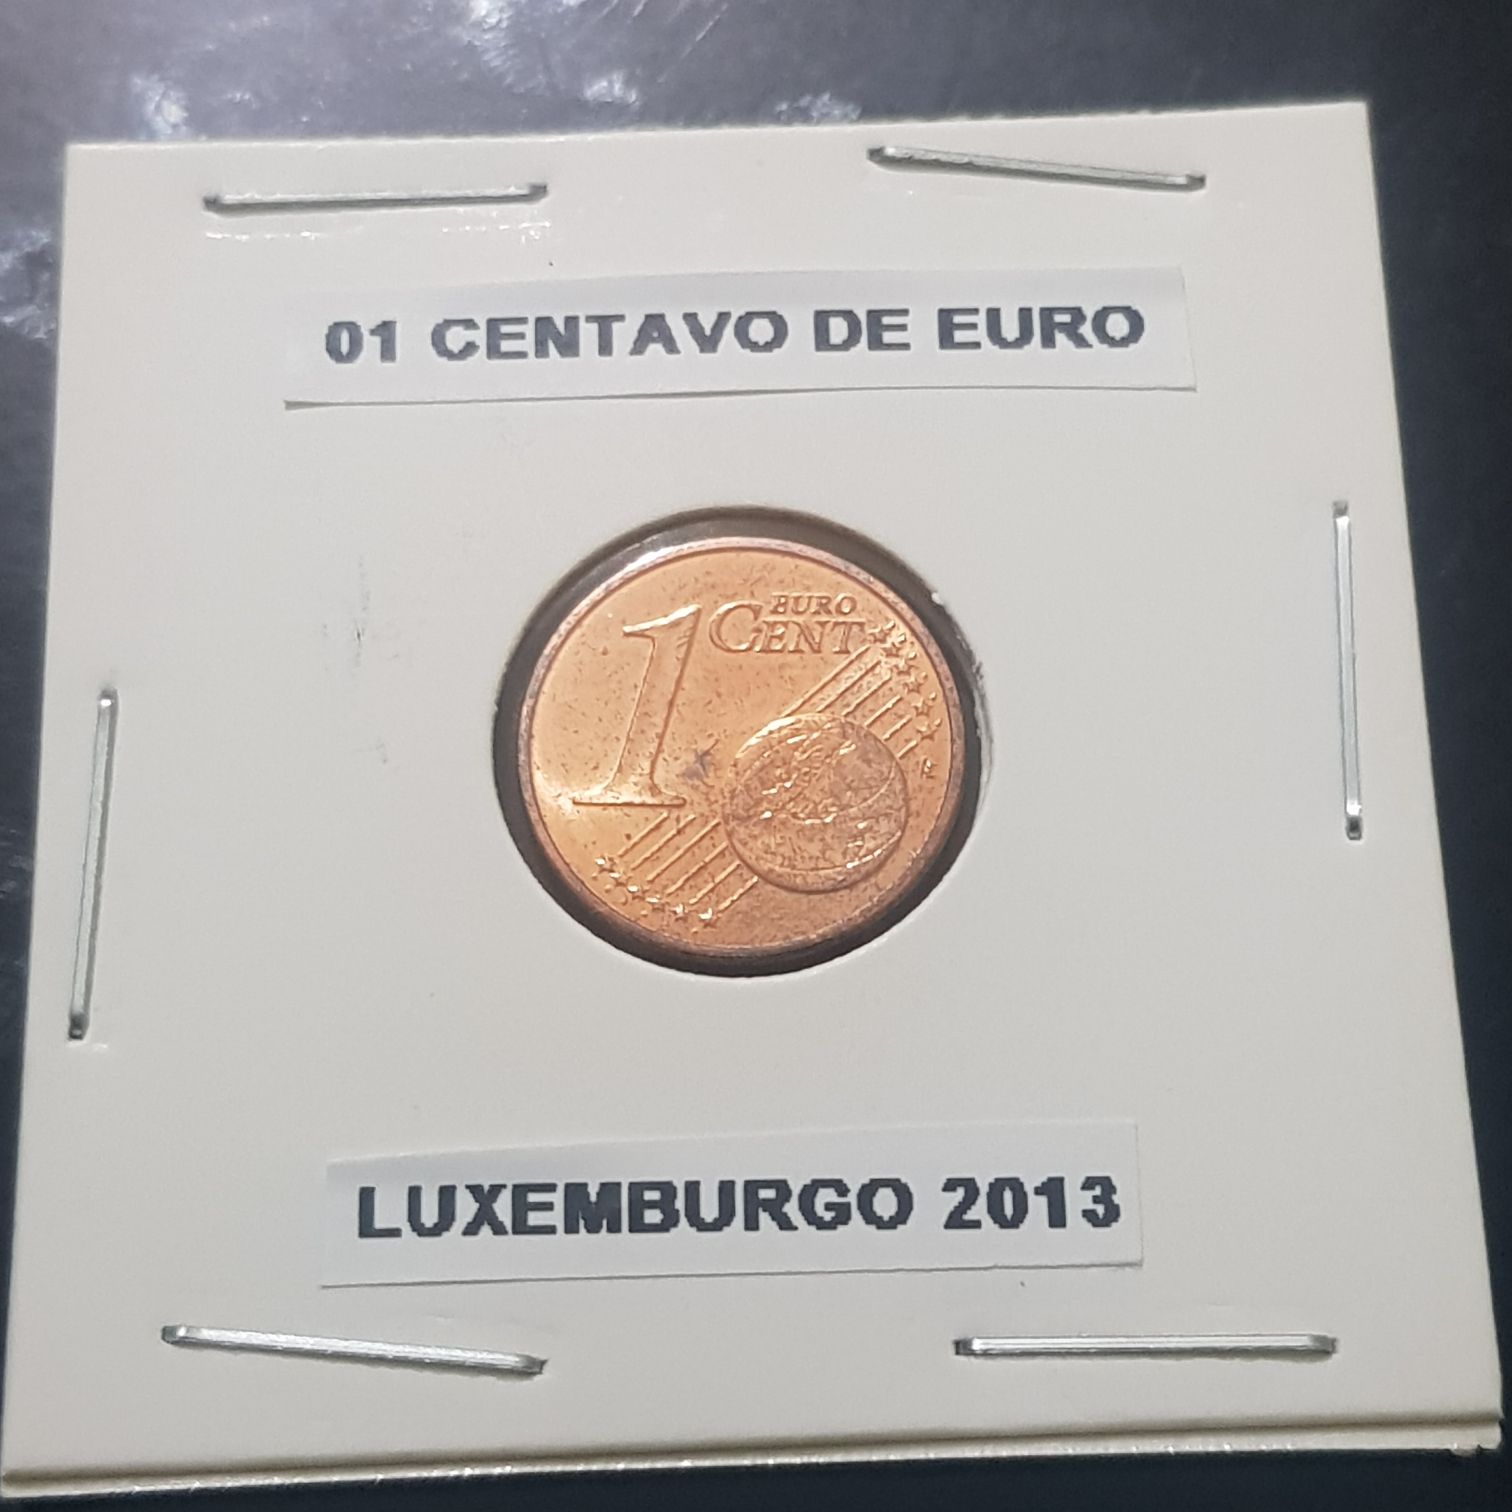 01 CENTAVO DE EURO
1 EURO
CENT
LUXEMBURGO 2013